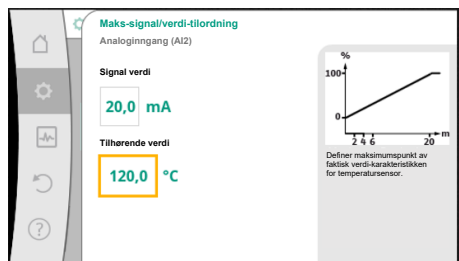 Maks-signal/verdi-tilordning
Analoginngang (AI2)
Signal verdi
20,0 mA
Tilhørende verdi
120,0 °C
%
100
0
2 4 6 20 m
Definer maksimumspunkt av
faktisk verdi-karakteristikken
for temperatursensor.
?